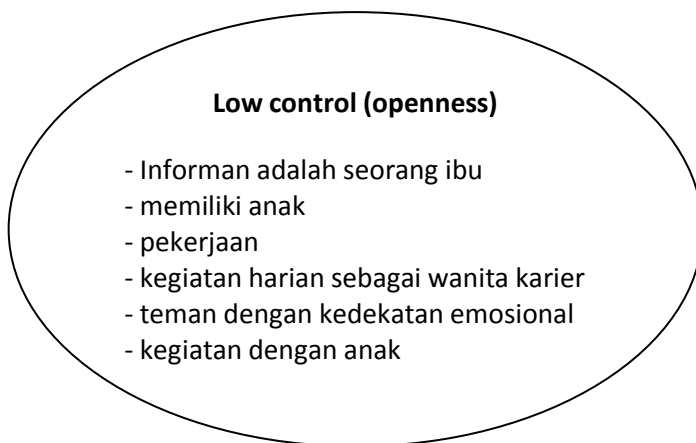 Low control (openness)
- Informan adalah seorang ibu
- memiliki anak
- pekerjaan
- kegiatan harian sebagai wanita karier
- teman dengan kedekatan emosional
- kegiatan dengan anak